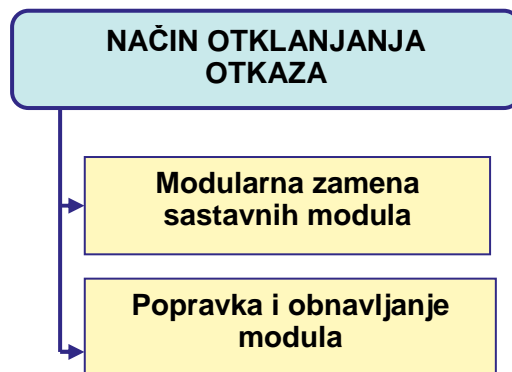 NAČIN OTKLANJANJA
OTKAZA
Modularna zamena
sastavnih modula
Popravka i obnavljanje
modula